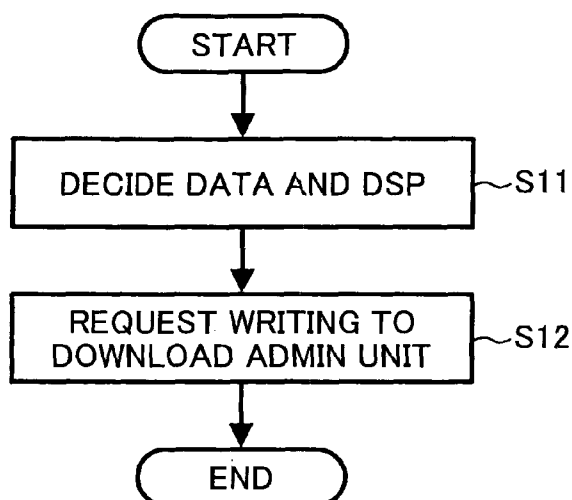 START
DECIDE DATA AND DSP
S11
REQUEST WRITING TO
DOWNLOAD ADMIN UNIT
S12
END